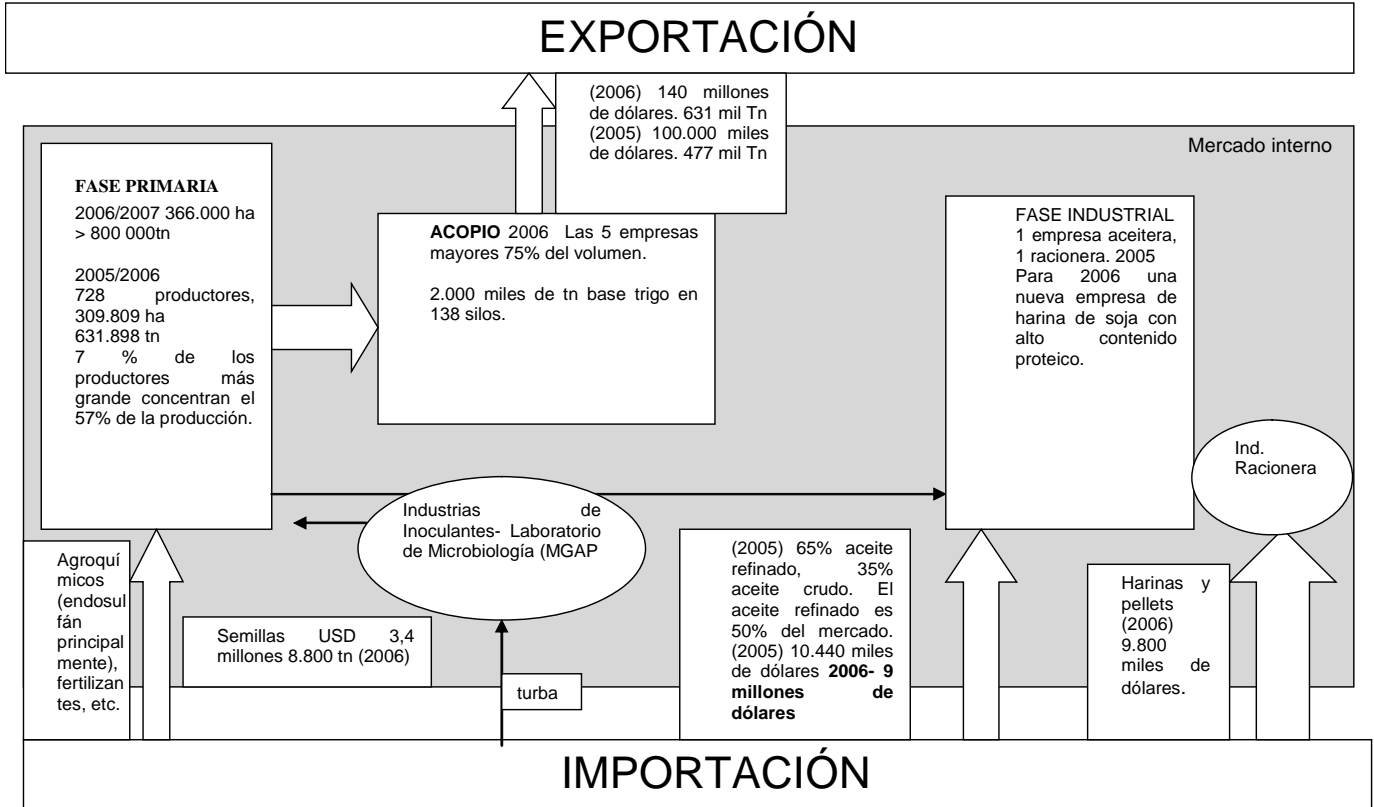 EXPORTACIÓN
(2006) 140 millones
de dólares. 631 mil Tn
(2005) 100.000 miles
de dólares. 477 mil Tn
Mercado interno
FASE PRIMARIA
2006/2007 366.000 ha
> 800 000tn
2005/2006
728 productores,
309.809 ha
631.898 tn
7 % de los
productores más
grande concentran el
57% de la producción.
ACOPIO 2006 Las 5 empresas
mayores 75% del volumen.
2.000 miles de tn base trigo en
138 silos.
FASE INDUSTRIAL
1 empresa aceitera,
1 racionera. 2005
Para 2006 una
nueva empresa de
harina de soja con
alto contenido
proteico.
Ind.
Racionera
Industrias de
Inoculantes- Laboratorio
de Microbiología (MGAP
Agroquí
micos
(endosul
fán
principal
mente),
fertilizan
tes, etc.
Semillas USD 3,4
millones 8.800 tn (2006)
turba
(2005) 65% aceite
refinado, 35%
aceite crudo. El
aceite refinado es
50% del mercado.
(2005) 10.440 miles
de dólares 2006- 9
millones de
dólares
Harinas y
pellets
(2006)
9.800
miles de
dólares.
IMPORTACIÓN